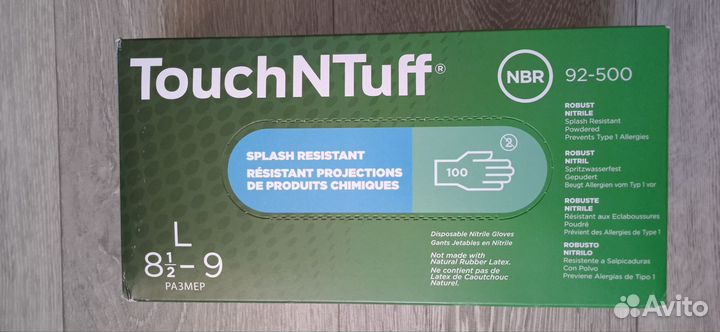 TouchNTuff®
NBR
92-500
SPLASH RESISTANT
RÉSISTANT PROJECTIONS
DE PRODUITS CHIMIQUES
2
100
ROBUST
NITRILE
Splash Resistant
Powdered
Prevents Type 1 Allergies
ROBUST
NITRIL
Spritzwasserfest
Gepudert
Beugt Allergien vom Typ 1 vor
ROBUSTE
NITRILE
Résistant aux Eclaboussures
Poudré
Prévient des Allergies de Type 1
ROBUSTO
NITRILO
Resistente a Salpicaduras
Con Polvo
Previene Alergias de Tipo 1
L
8½–9
РАЗМЕР
Disposable Nitrile Gloves
Gants Jetables en Nitrile
Not made with
Natural Rubber Latex.
Ne contient pas de
Latex de Caoutchouc
Naturel.
Avito